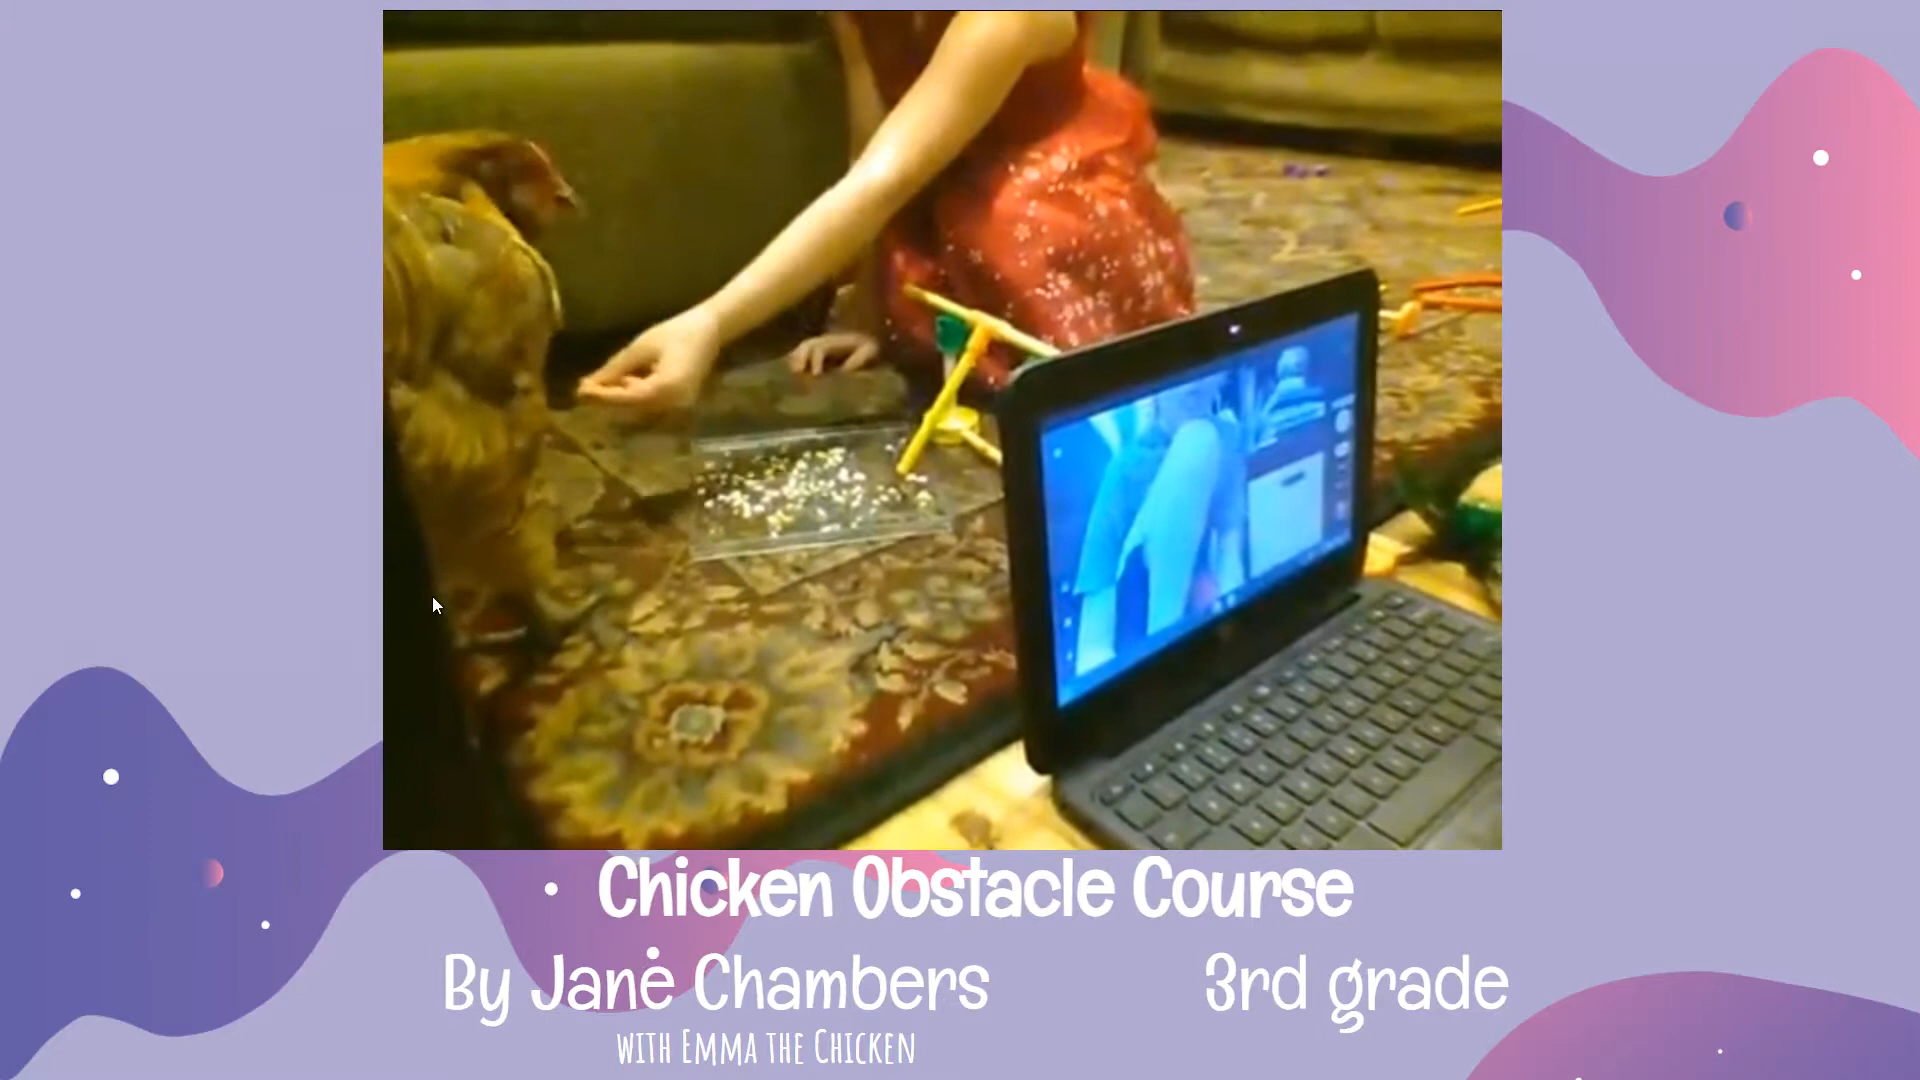 Chicken Obstacle Course
By Jane Chambers 3rd grade
with Emma the Chicken